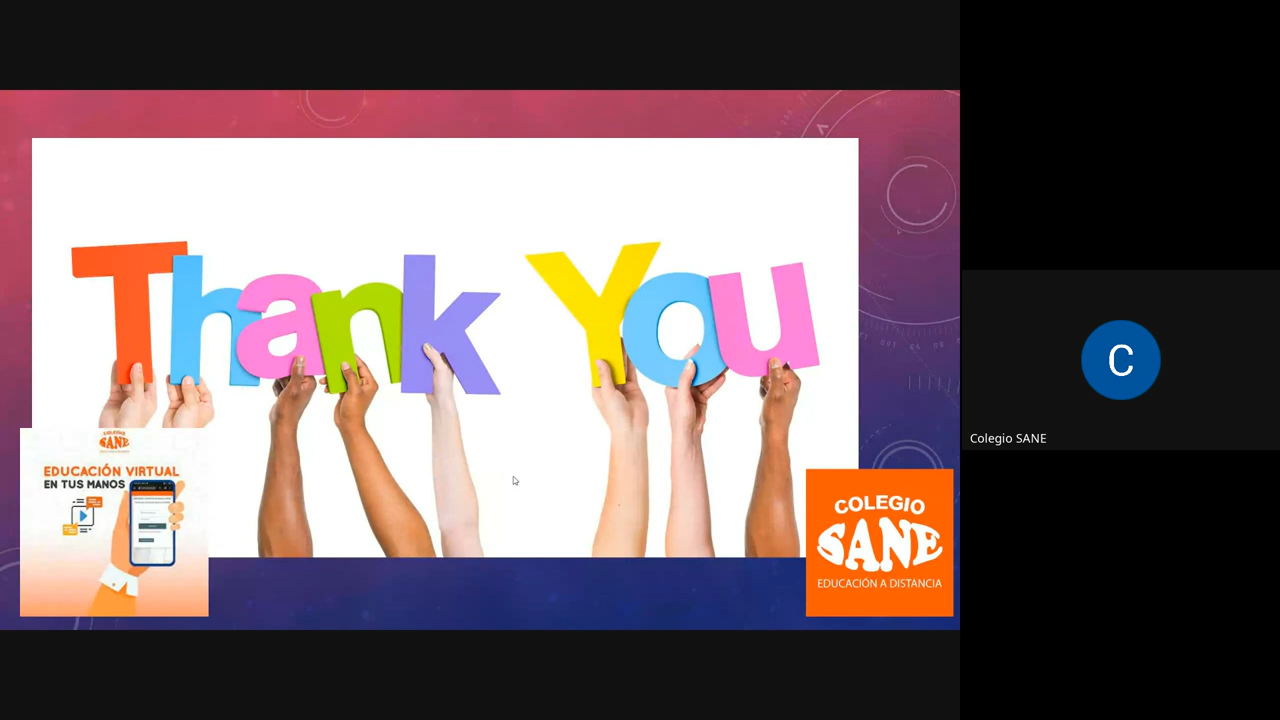 Thank You
COLEGIO
SANE
EDUCACIÓN VIRTUAL
EN TUS MANOS
COLEGIO
SANE
EDUCACIÓN A DISTANCIA
C
Colegio SANE